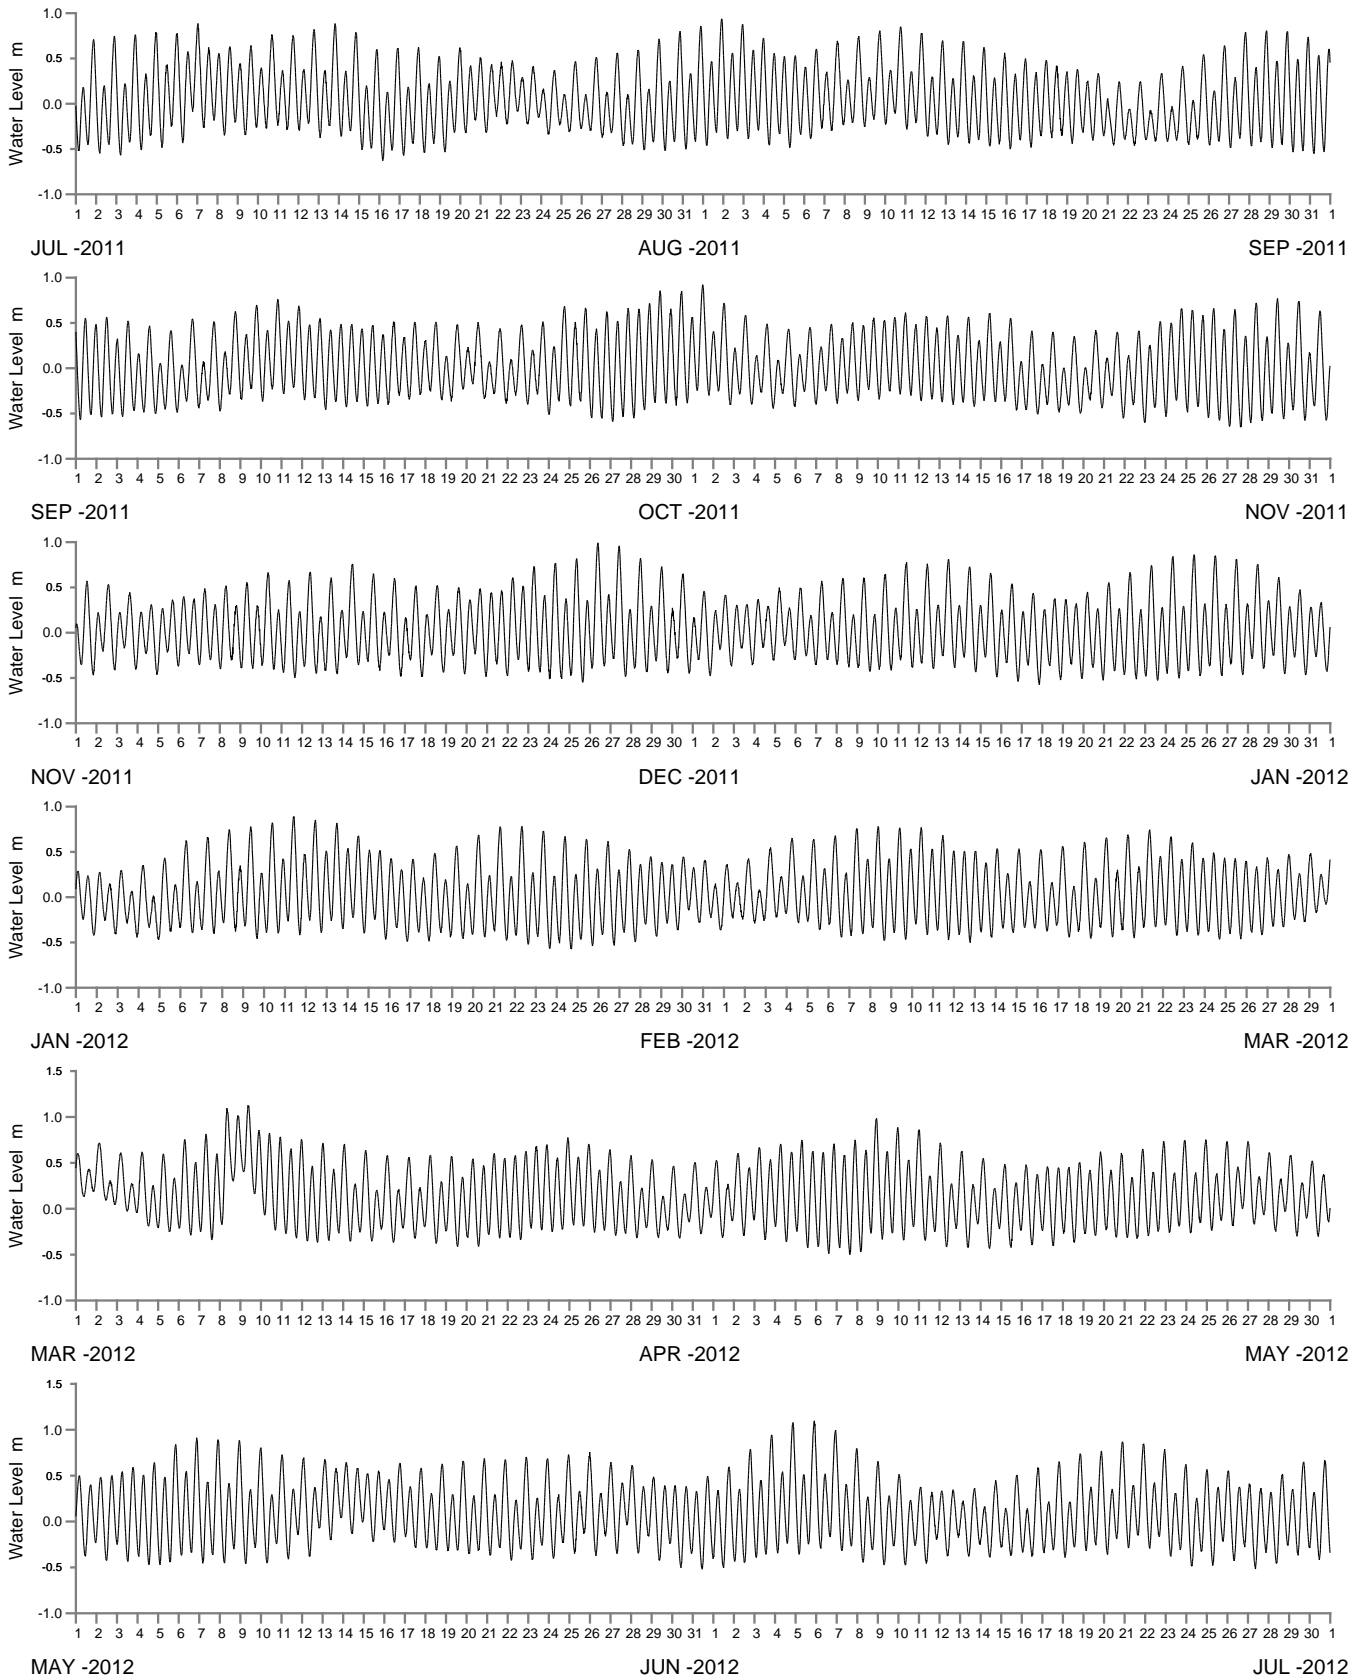 1.0
0.5
0.0
-0.5
-1.0
Water Level m
1 2 3 4 5 6 7 8 9 10 11 12 13 14 15 16 17 18 19 20 21 22 23 24 25 26 27 28 29 30 31 1 2 3 4 5 6 7 8 9 10 11 12 13 14 15 16 17 18 19 20 21 22 23 24 25 26 27 28 29 30 31 1
JUL -2011 AUG -2011 SEP -2011
1.0
0.5
0.0
-0.5
-1.0
Water Level m
1 2 3 4 5 6 7 8 9 10 11 12 13 14 15 16 17 18 19 20 21 22 23 24 25 26 27 28 29 30 1 2 3 4 5 6 7 8 9 10 11 12 13 14 15 16 17 18 19 20 21 22 23 24 25 26 27 28 29 30 31 1
SEP -2011 OCT -2011 NOV -2011
1.0
0.5
0.0
-0.5
-1.0
Water Level m
1 2 3 4 5 6 7 8 9 10 11 12 13 14 15 16 17 18 19 20 21 22 23 24 25 26 27 28 29 30 1 2 3 4 5 6 7 8 9 10 11 12 13 14 15 16 17 18 19 20 21 22 23 24 25 26 27 28 29 30 31 1
NOV -2011 DEC -2011 JAN -2012
1.0
0.5
0.0
-0.5
-1.0
Water Level m
1 2 3 4 5 6 7 8 9 10 11 12 13 14 15 16 17 18 19 20 21 22 23 24 25 26 27 28 29 30 31 1 2 3 4 5 6 7 8 9 10 11 12 13 14 15 16 17 18 19 20 21 22 23 24 25 26 27 28 29 1
JAN -2012 FEB -2012 MAR -2012
1.5
1.0
0.5
0.0
-0.5
-1.0
Water Level m
1 2 3 4 5 6 7 8 9 10 11 12 13 14 15 16 17 18 19 20 21 22 23 24 25 26 27 28 29 30 31 1 2 3 4 5 6 7 8 9 10 11 12 13 14 15 16 17 18 19 20 21 22 23 24 25 26 27 28 29 30 1
MAR -2012 APR -2012 MAY -2012
1.5
1.0
0.5
0.0
-0.5
-1.0
Water Level m
1 2 3 4 5 6 7 8 9 10 11 12 13 14 15 16 17 18 19 20 21 22 23 24 25 26 27 28 29 30 31 1 2 3 4 5 6 7 8 9 10 11 12 13 14 15 16 17 18 19 20 21 22 23 24 25 26 27 28 29 30 1
MAY -2012 JUN -2012 JUL -2012